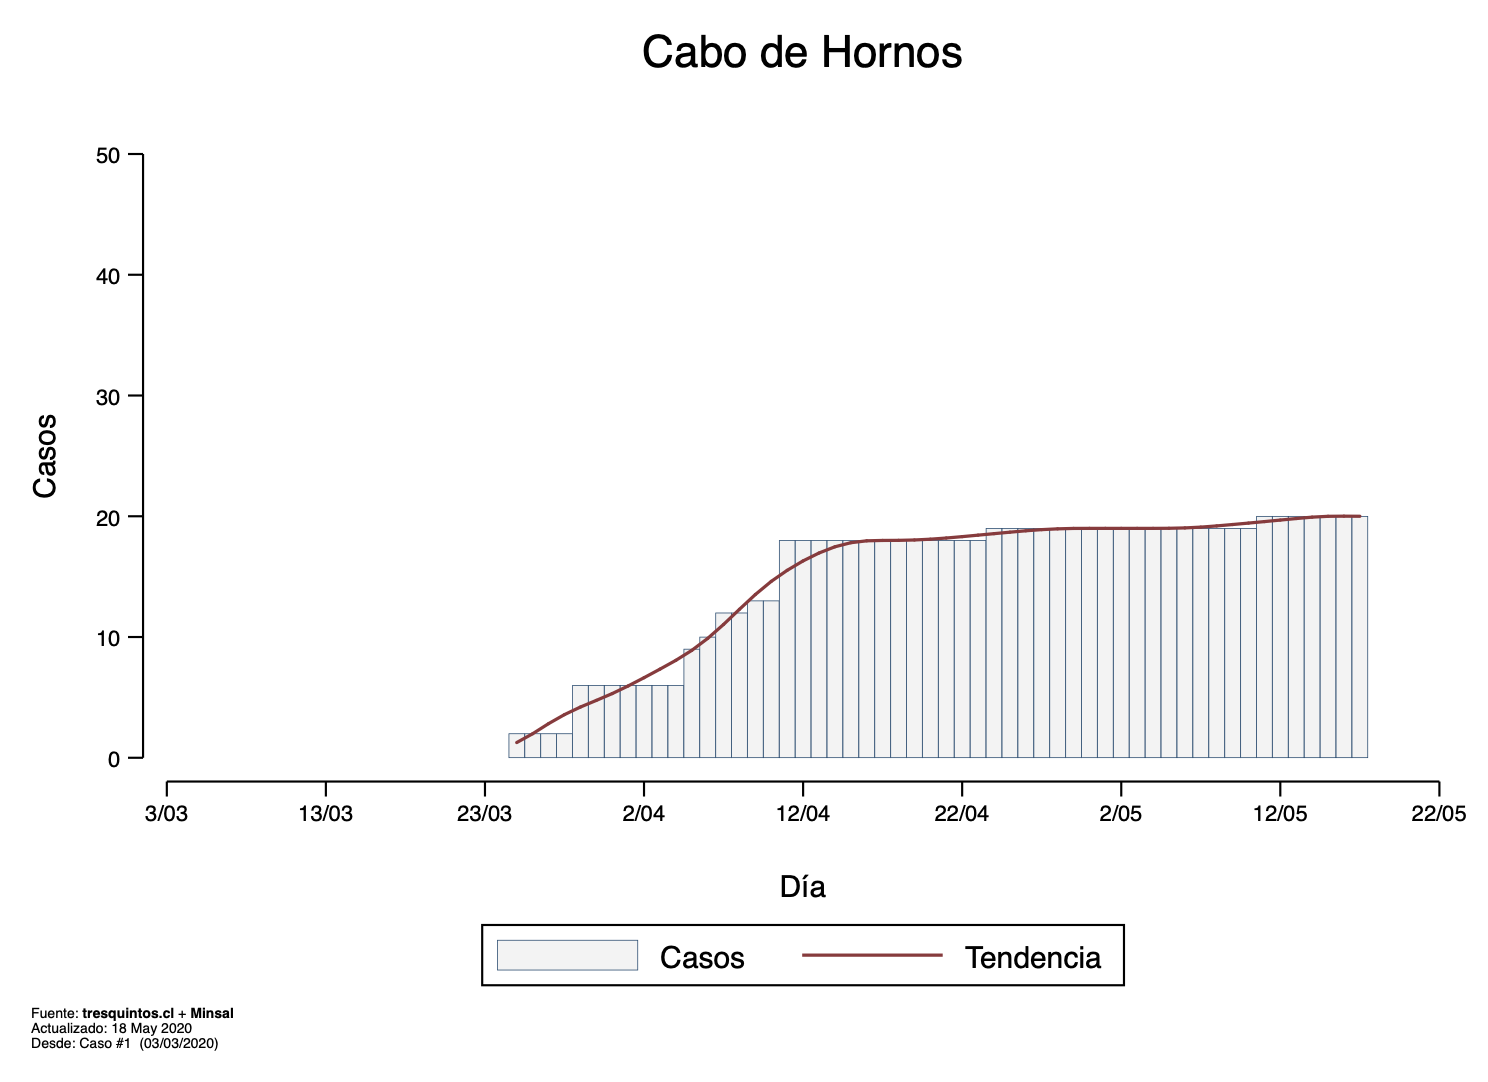 Cabo de Hornos
50
40
30
20
10
0
Casos
3/03 13/03 23/03 2/04 12/04 22/04 2/05 12/05 22/05
Día
Casos Tendencia
Fuente: tresquintos.cl + Minsal
Actualizado: 18 May 2020
Desde: Caso #1 (03/03/2020)